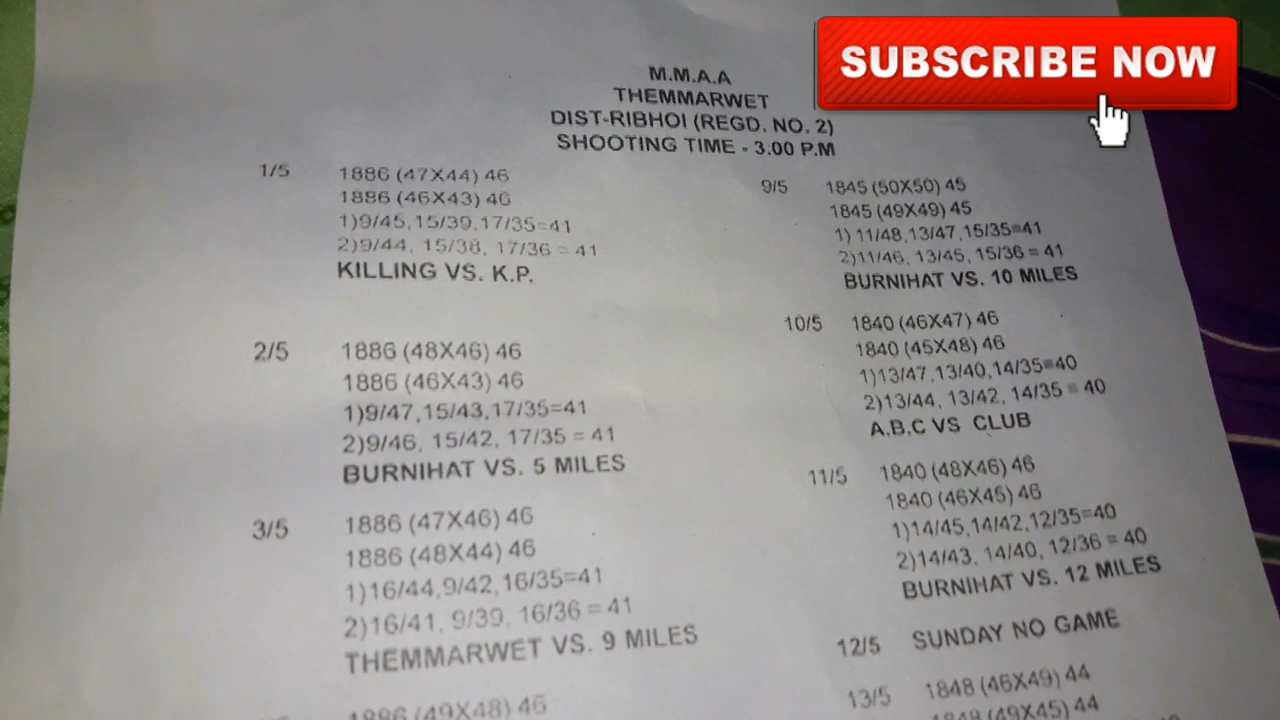 SUBSCRIBE NOW
M.M.A.A
THEMMARWET
DIST-RIBHOI (REGD. NO. 2)
SHOOTING TIME - 3.00 P.M
1/5 1886 (47X44) 46
1886 (46X43) 46
1)9/45,15/39,17/35=41
2)9/44, 15/38, 17/36 = 41
KILLING VS. K.P.
2/5 1886 (48X46) 46
1886 (46X43) 46
1)9/47,15/43,17/35=41
2)9/46, 15/42, 17/35 = 41
BURNIHAT VS. 5 MILES
3/5 1886 (47X46) 46
1886 (48X44) 46
1)16/44,9/42,16/35=41
2)16/41, 9/39, 16/36 = 41
THEMMARWET VS. 9 MILES
1886 (49X48) 46
9/5 1845 (50X50) 45
1845 (49X49) 45
1) 11/48,13/47,15/35=41
2)11/46, 13/45, 15/36 = 41
BURNIHAT VS. 10 MILES
10/5 1840 (46X47) 46
1840 (45X48) 46
1)13/47,13/40,14/35=40
2)13/44, 13/42, 14/35 = 40
A.B.C VS CLUB
11/5 1840 (48X46) 46
1840 (46X45) 46
1)14/45,14/42,12/35=40
2)14/43, 14/40, 12/36 = 40
BURNIHAT VS. 12 MILES
12/5 SUNDAY NO GAME
13/5 1848 (46X49) 44
1848 (49X45) 44